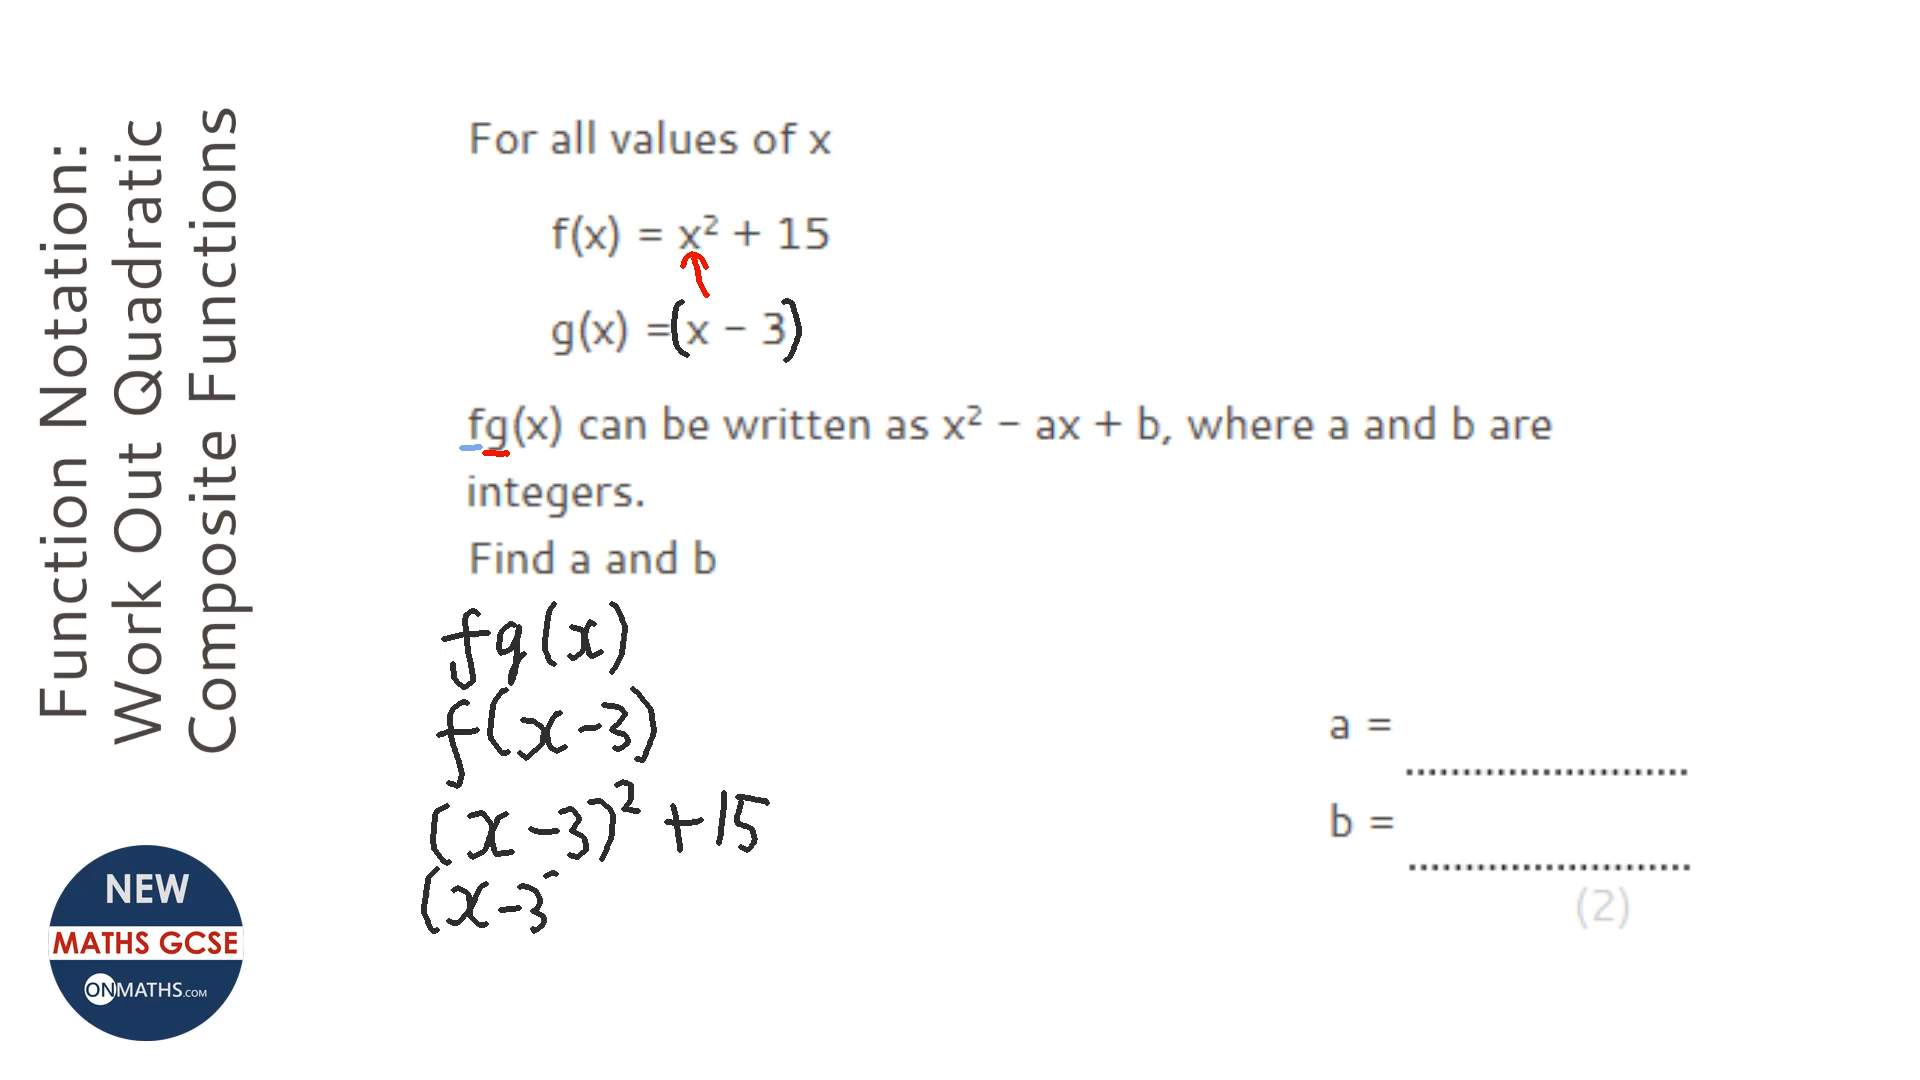 Function Notation:
Work Out Quadratic
Composite Functions
For all values of x
f(x) = x² + 15
g(x) =(x − 3)
fg(x) can be written as x² − ax + b, where a and b are
integers.
Find a and b
fg(x)
f(x-3)
(x-3)² +15
(x-3
a =
b =
(2)
NEW
MATHS GCSE
ONMATHS.COM